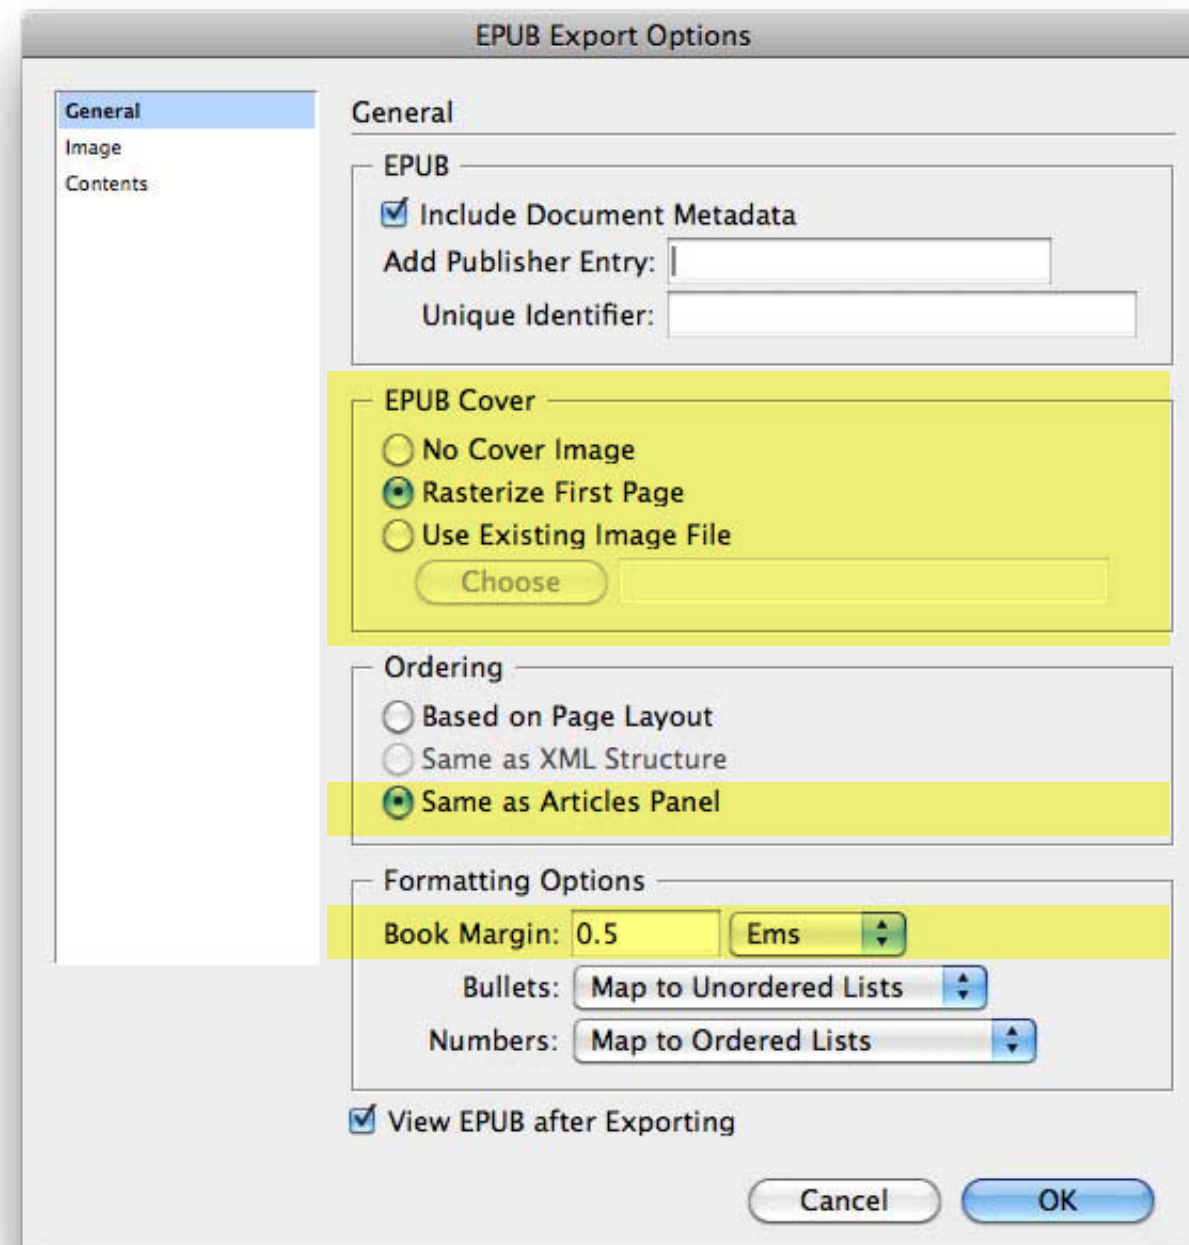 EPUB Export Options
General
Image
Contents
General
EPUB
Include Document Metadata
Add Publisher Entry:
Unique Identifier:
EPUB Cover
No Cover Image
Rasterize First Page
Use Existing Image File
Choose
Ordering
Based on Page Layout
Same as XML Structure
Same as Articles Panel
Formatting Options
Book Margin: 0.5 Ems
Bullets: Map to Unordered Lists
Numbers: Map to Ordered Lists
View EPUB after Exporting
Cancel OK